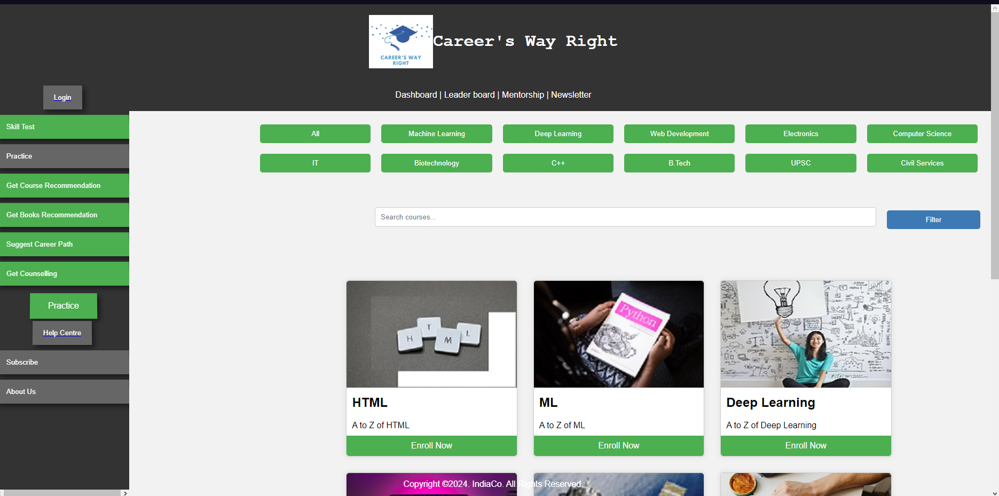 CAREER'S WAY
RIGHT
Career's Way Right
Dashboard | Leader board | Mentorship | Newsletter
Login
Skill Test
Practice
Get Course Recommendation
Get Books Recommendation
Suggest Career Path
Get Counselling
Practice
Help Centre
Subscribe
About Us
All
Machine Learning
Deep Learning
Web Development
Electronics
Computer Science
IT
Biotechnology
C++
B.Tech
UPSC
Civil Services
Search courses...
Filter
H T M L
HTML
A to Z of HTML
Enroll Now
Python
ML
A to Z of ML
Enroll Now
Deep Learning
A to Z of Deep Learning
Enroll Now
Copyright ©2024. IndiaCo. All Rights Reserved.